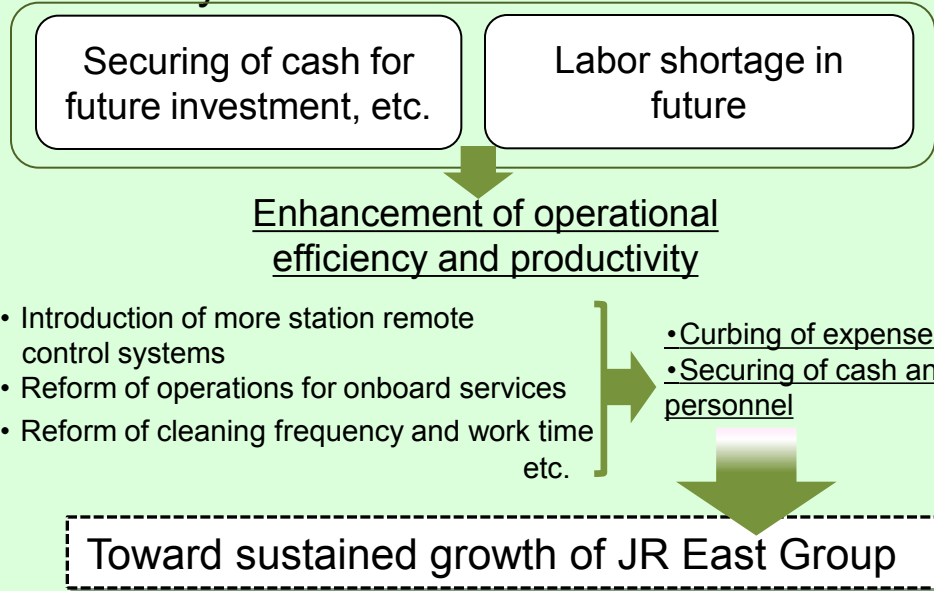 Securing of cash for
future investment, etc.
Labor shortage in
future
Enhancement of operational
efficiency and productivity
• Introduction of more station remote
control systems
• Reform of operations for onboard services
• Reform of cleaning frequency and work time
etc.
•Curbing of expense
•Securing of cash an
personnel
Toward sustained growth of JR East Group